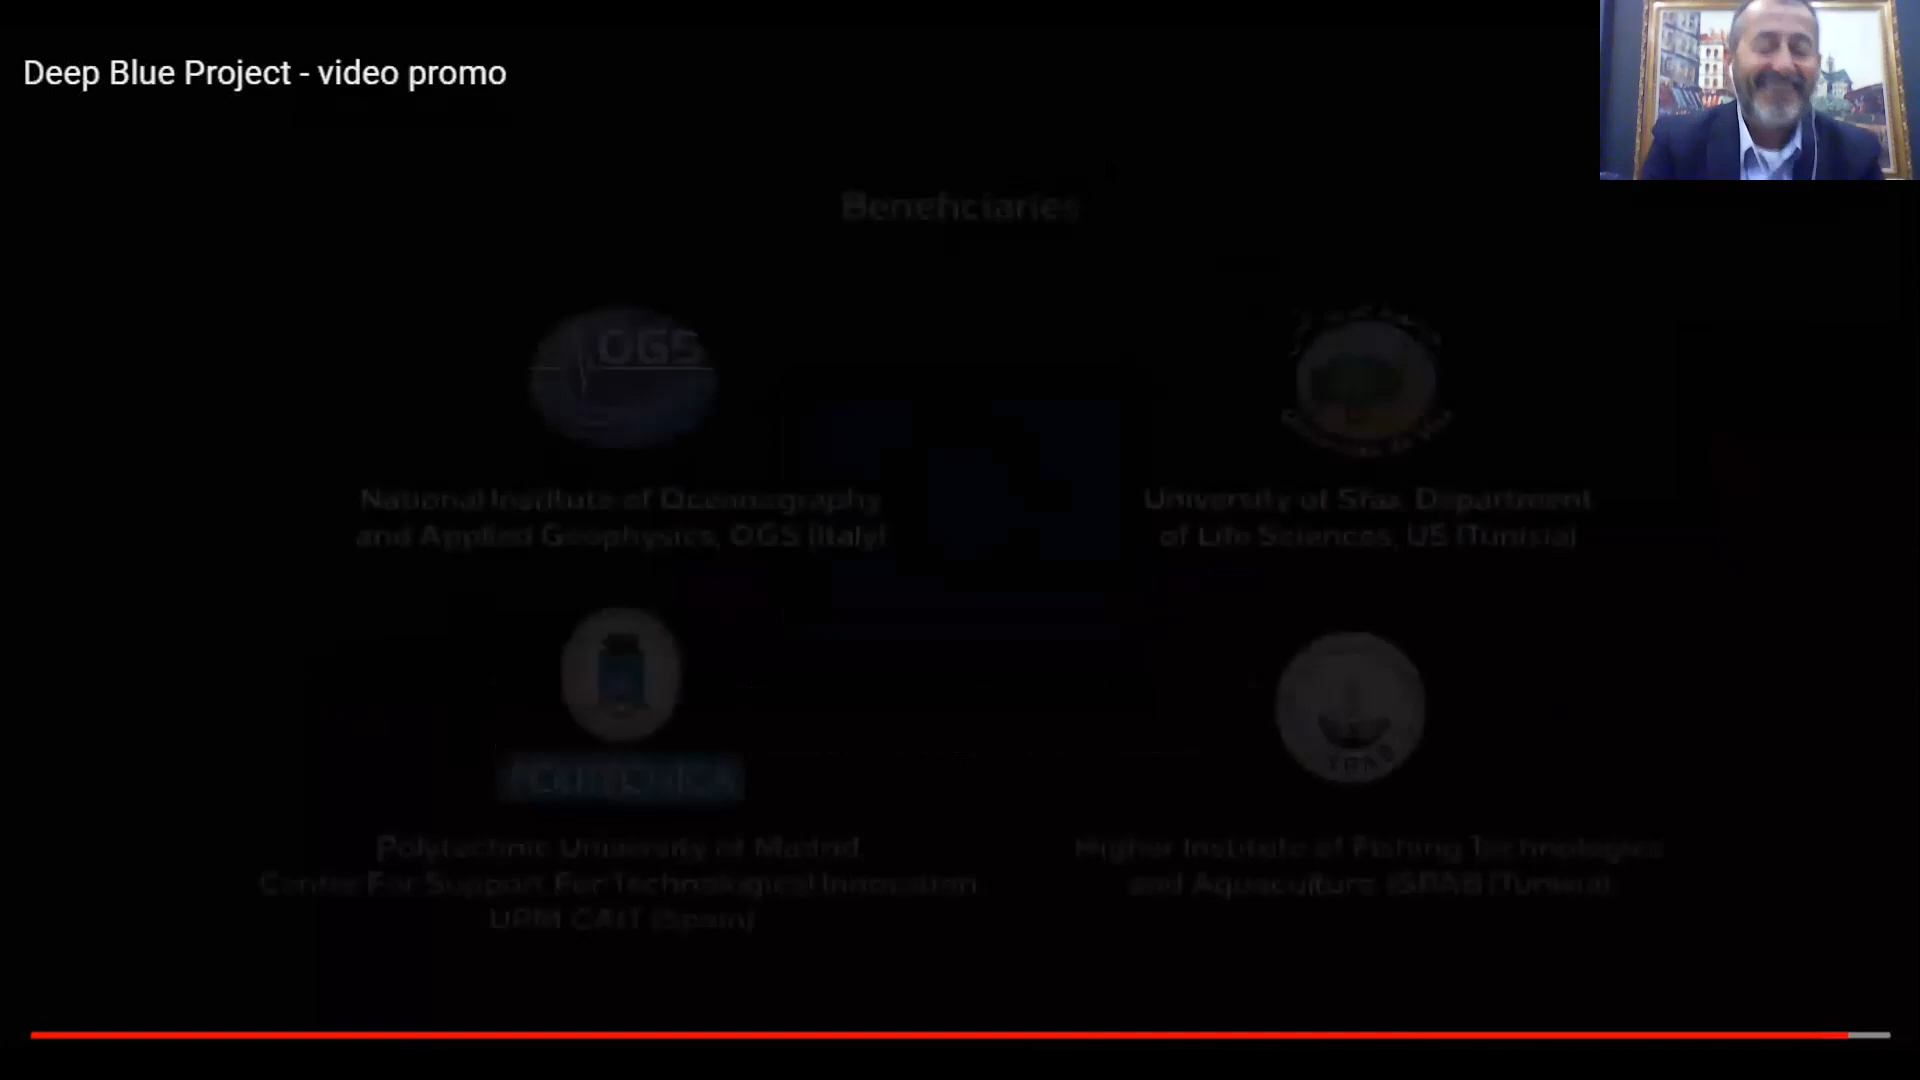 Deep Blue Project - video promo
Beneficiaries
OGS
National Institute of Oceanography
and Applied Geophysics, OGS (Italy)
University of Sfax, Department
of Life Sciences, US (Tunisia)
POLITÉCNICA
Polytechnic University of Madrid,
Center For Support For Technological Innovation
UPM CAIT (Spain)
Higher Institute of Fishing Technologies
and Aquaculture (Tunisia)